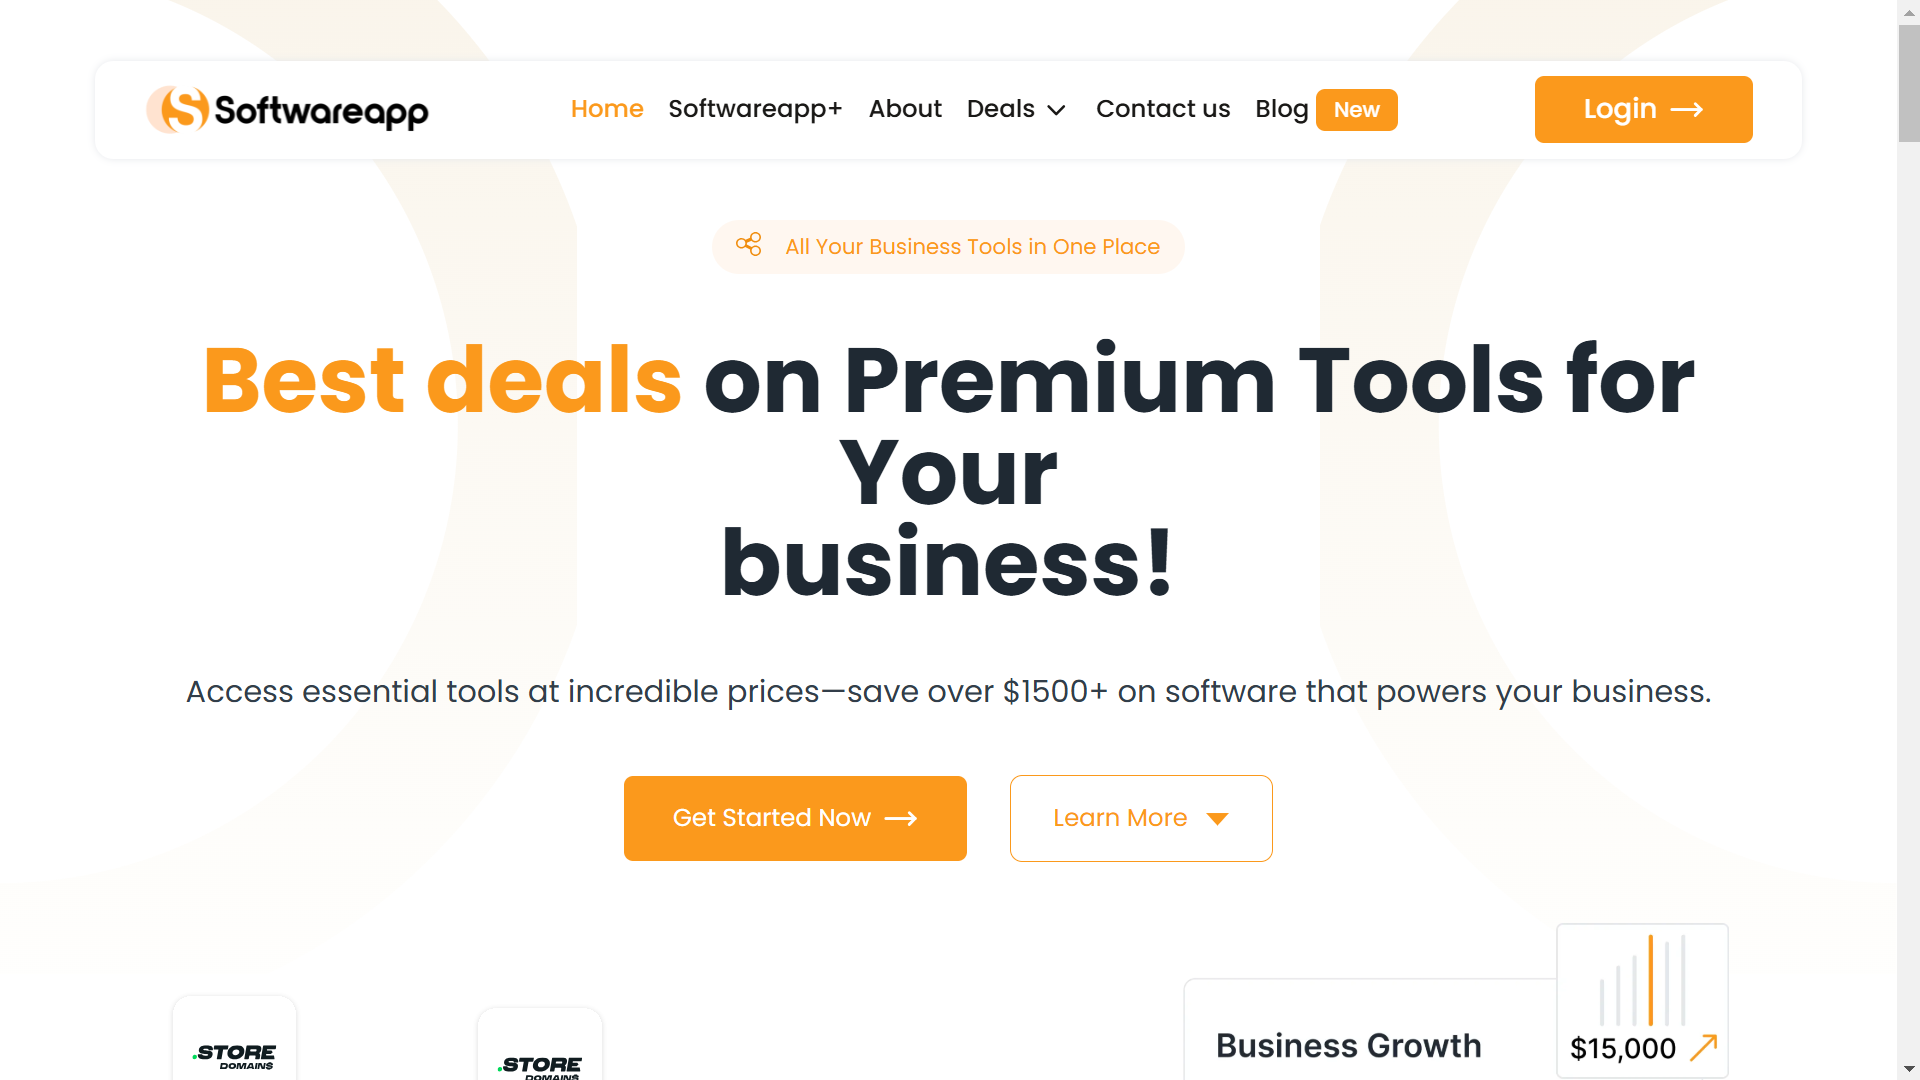 Softwareapp
Home Softwareapp+ About Deals Contact us Blog New
Login
All Your Business Tools in One Place
Best deals on Premium Tools for
Your
business!
Access essential tools at incredible prices—save over $1500+ on software that powers your business.
Get Started Now
Learn More
.STORE
DOMAIN$
.STORE
DOMAIN$
Business Growth
$15,000